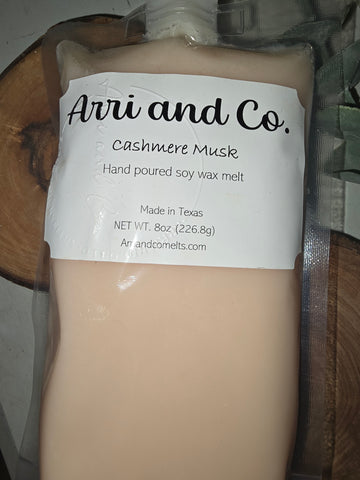 Arri and Co.
Cashmere Musk
Hand poured soy wax melt
Made in Texas
NET WT. 8oz (226.8g)
Arriandcomelts.com